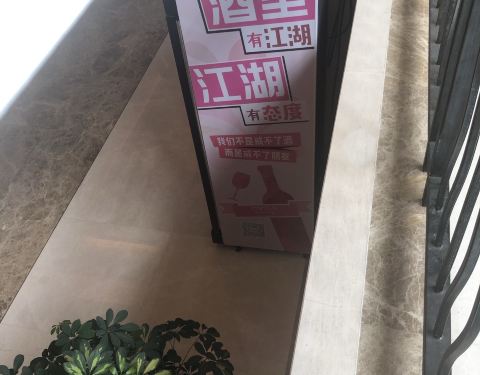 酒里
有江湖
江湖
有态度
我们不是戒不了酒
而是戒不了朋友